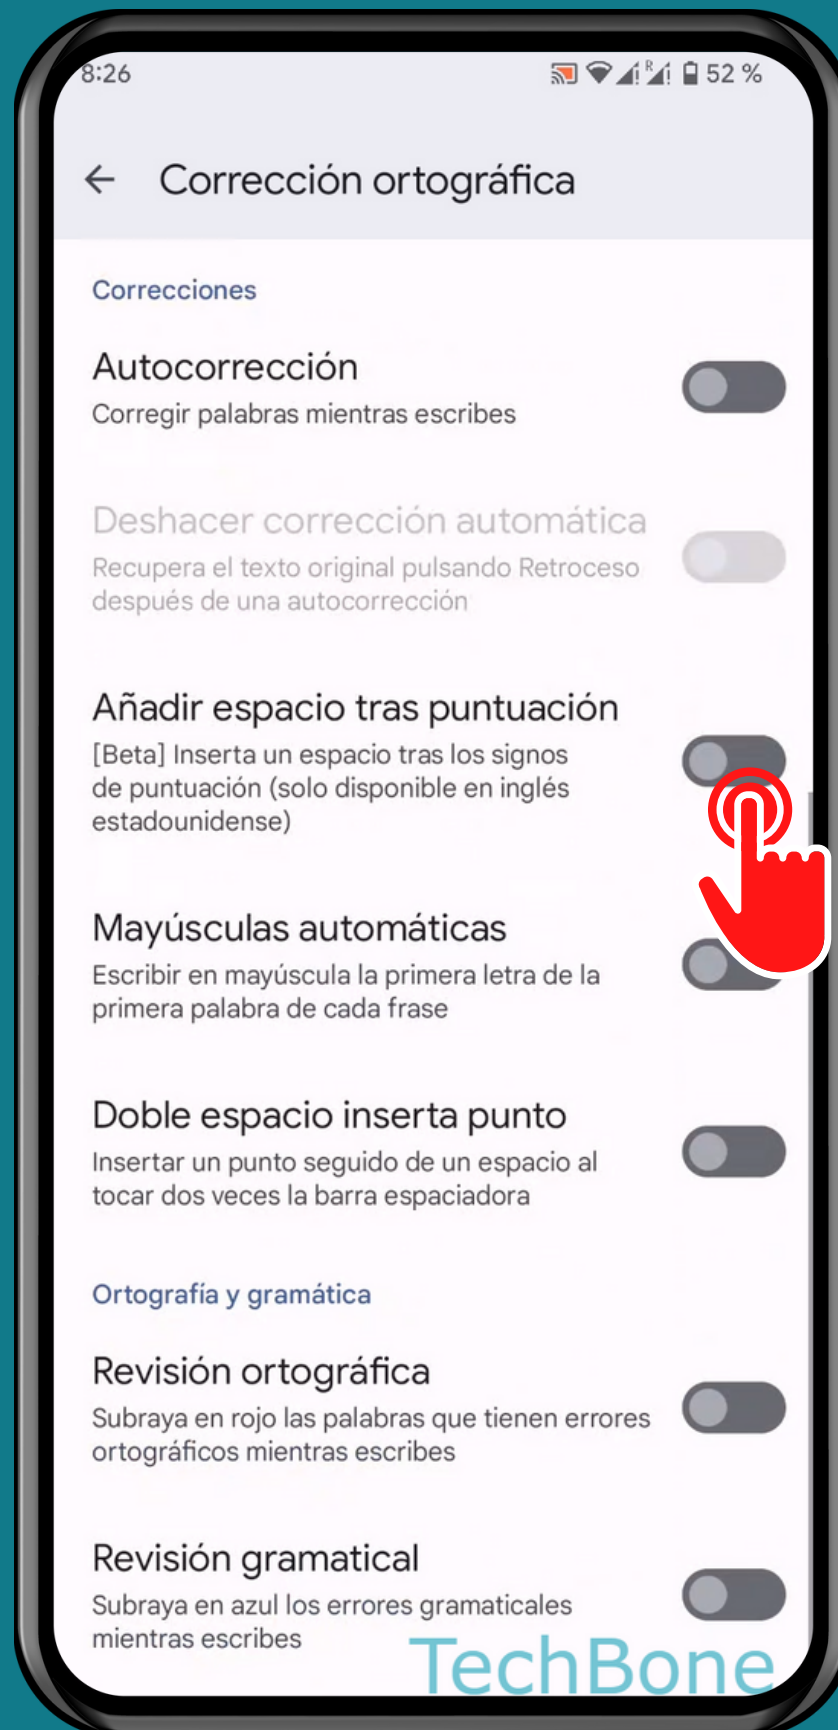 8:26 R 52 %
Corrección ortográfica
Correcciones
Autocorrección
Corregir palabras mientras escribes
Deshacer corrección automática
Recupera el texto original pulsando Retroceso
después de una autocorrección
Añadir espacio tras puntuación
[Beta] Inserta un espacio tras los signos
de puntuación (solo disponible en inglés
estadounidense)
Mayúsculas automáticas
Escribir en mayúscula la primera letra de la
primera palabra de cada frase
Doble espacio inserta punto
Insertar un punto seguido de un espacio al
tocar dos veces la barra espaciadora
Ortografía y gramática
Revisión ortográfica
Subraya en rojo las palabras que tienen errores
ortográficos mientras escribes
Revisión gramatical
Subraya en azul los errores gramaticales
mientras escribes
TechBone